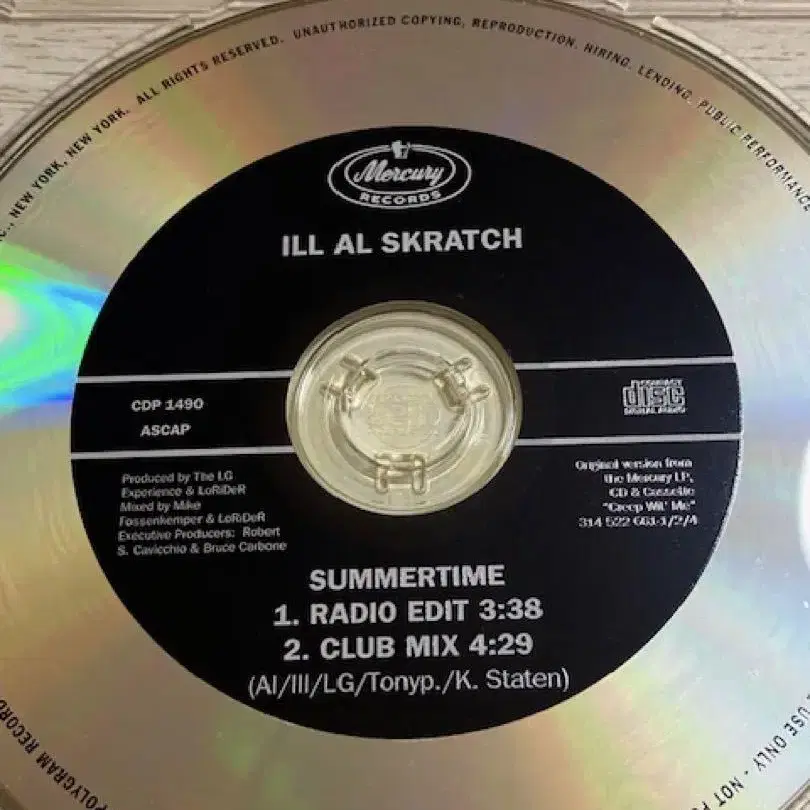 NEW YORK, NEW YORK. ALL RIGHTS RESERVED. UNAUTHORIZED COPYING, REPRODUCTION, HIRING, LENDING, PUBLIC PERFORMANCE
Mercury
RECORDS
ILL AL SKRATCH
CDP 1490
ASCAP
COMPACT
disc
DIGITAL AUDIO
Produced by The LG
Experience & LoRiDeR
Mixed by Mike
Fossenkemper & LoRiDeR
Executive Producers: Robert
S. Cavicchio & Bruce Carbone
Original version from
the Mercury LP,
CD & Cassette
"Creep Wit' Me"
314 522 661-1/2/4
SUMMERTIME
1. RADIO EDIT 3:38
2. CLUB MIX 4:29
(Al/Ill/LG/Tonyp./K. Staten)
USE ONLY - NOT
POLYGRAM RECORD